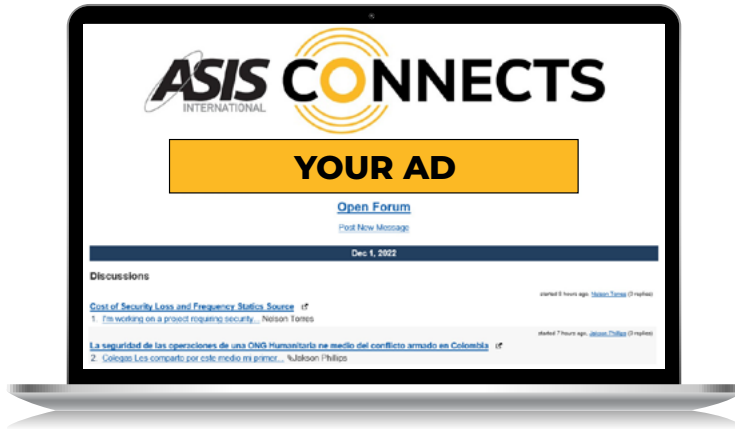 ASIS CONNECTS
INTERNATIONAL
YOUR AD
Open Forum
Post New Message
Dec 1, 2022
Discussions
started 5 hours ago, Nelson Torres (3 replies)
Cost of Security Loss and Frequency Statics Source
1. I'm working on a project requiring security... Nelson Torres
started 7 hours ago, Jakson Phillips (3 replies)
La seguridad de las operaciones de una ONG Humanitaria ne medio del conflicto armado en Colombia
2. Colegas Les comparto por este medio mi primer... %Jakson Phillips